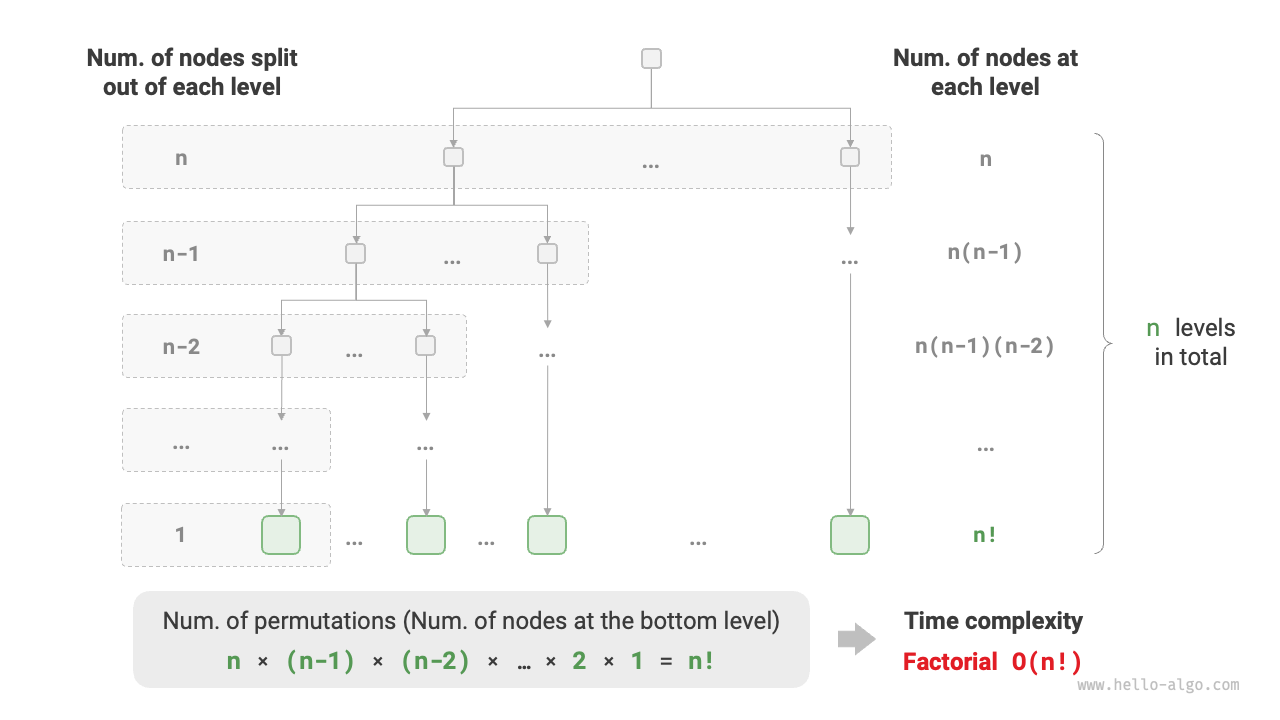 Num. of nodes split
out of each level
Num. of nodes at
each level
n
...
n
n-1
...
...
n(n-1)
n-2
...
...
n(n-1)(n-2)
n levels
in total
...
...
...
...
1
...
...
...
n!
Num. of permutations (Num. of nodes at the bottom level)
n × (n-1) × (n-2) × … × 2 × 1 = n!
Time complexity
Factorial O(n!)
www.hello-algo.com